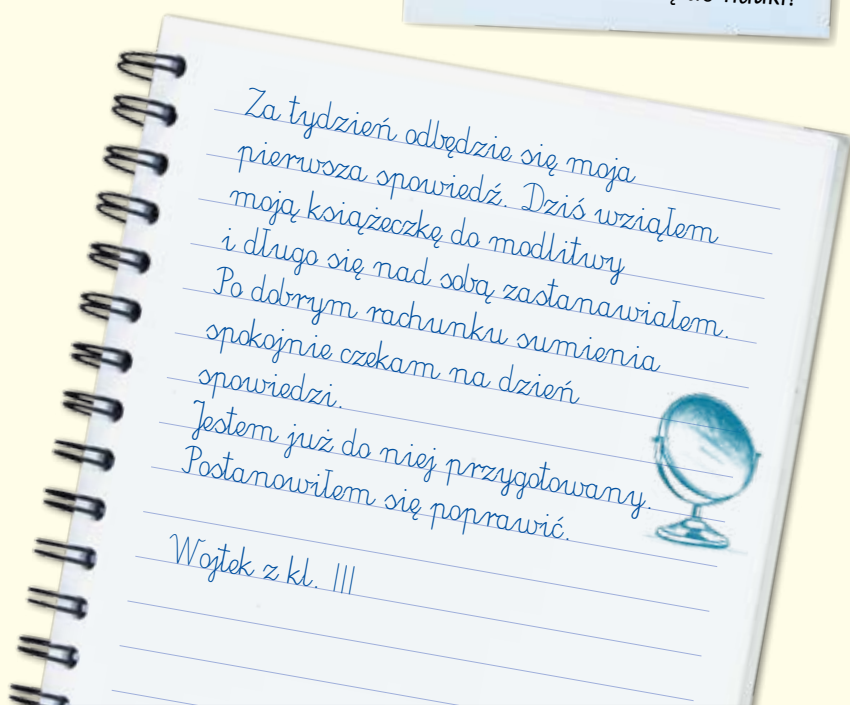 Za tydzień odbędzie się moja
pierwsza spowiedź. Dziś wziąłem
moją książeczkę do modlitwy
i długo się nad sobą zastanawiałem.
Po dobrym rachunku sumienia
spokojnie czekam na dzień
spowiedzi.
Jestem już do niej przygotowany.
Postanowiłem się poprawić.
Wojtek z kl. III